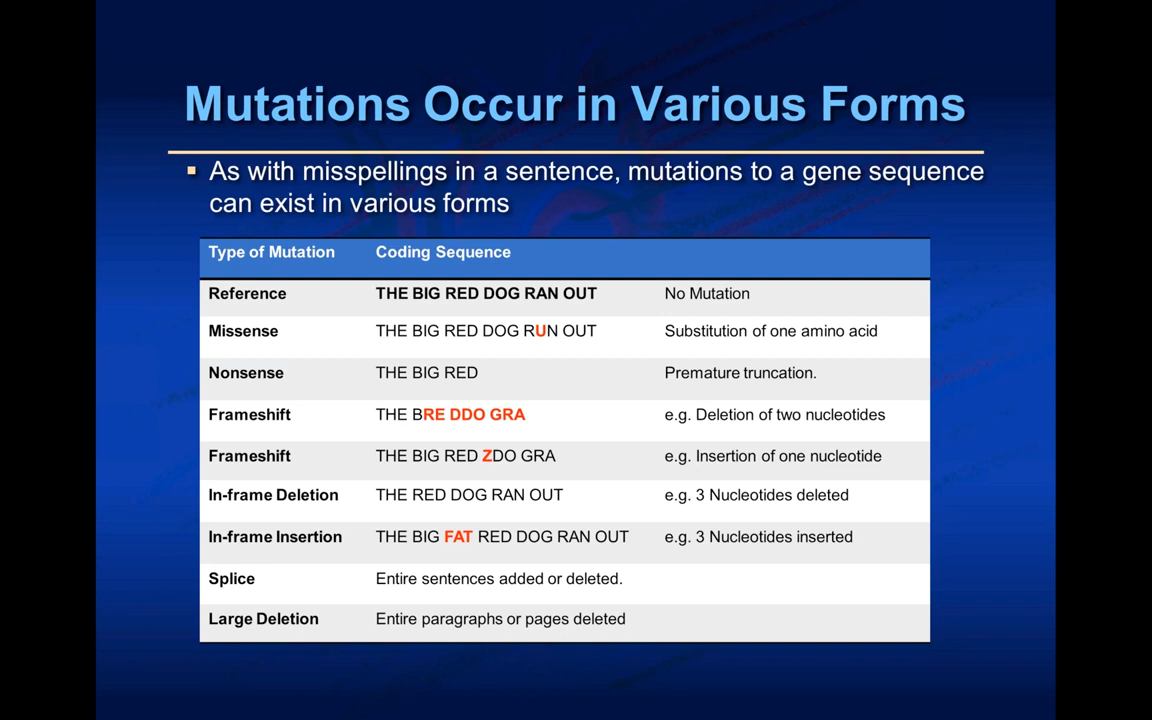 Mutations Occur in Various Forms
▪ As with misspellings in a sentence, mutations to a gene sequence
can exist in various forms
Type of Mutation Coding Sequence
Reference THE BIG RED DOG RAN OUT No Mutation
Missense THE BIG RED DOG RUN OUT Substitution of one amino acid
Nonsense THE BIG RED Premature truncation.
Frameshift THE BRE DDO GRA e.g. Deletion of two nucleotides
Frameshift THE BIG RED ZDO GRA e.g. Insertion of one nucleotide
In-frame Deletion THE RED DOG RAN OUT e.g. 3 Nucleotides deleted
In-frame Insertion THE BIG FAT RED DOG RAN OUT e.g. 3 Nucleotides inserted
Splice Entire sentences added or deleted.
Large Deletion Entire paragraphs or pages deleted